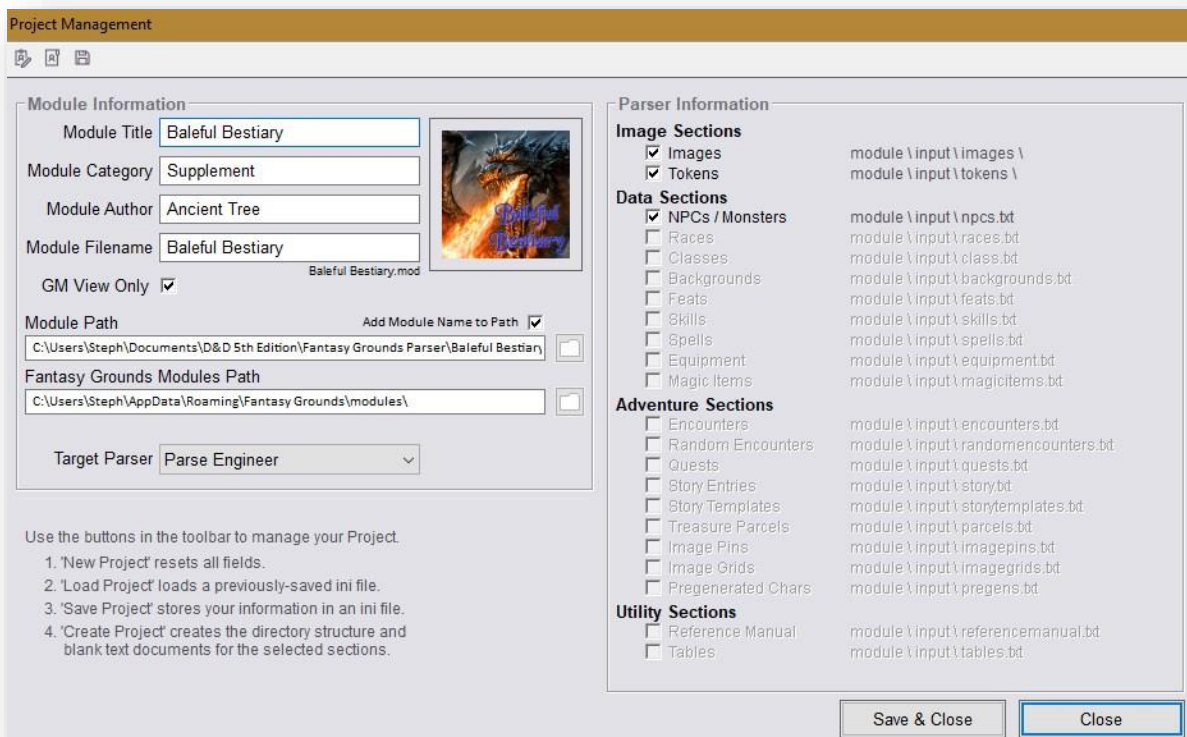 Project Management
Module Information
Module Title Baleful Bestiary
Module Category Supplement
Module Author Ancient Tree
Module Filename Baleful Bestiary
Baleful Bestiary.mod
GM View Only
Baleful
Bestiary
Module Path Add Module Name to Path
C:\Users\Steph\Documents\D&D 5th Edition\Fantasy Grounds Parser\Baleful Bestiary
Fantasy Grounds Modules Path
C:\Users\Steph\AppData\Roaming\Fantasy Grounds\modules\
Target Parser Parse Engineer
Use the buttons in the toolbar to manage your Project.
1. 'New Project' resets all fields.
2. 'Load Project' loads a previously-saved ini file.
3. 'Save Project' stores your information in an ini file.
4. 'Create Project' creates the directory structure and
blank text documents for the selected sections.
Parser Information
Image Sections
Images module \ input \ images \
Tokens module \ input \ tokens \
Data Sections
NPCs / Monsters module \ input \ npcs.txt
Races module \ input \ races.txt
Classes module \ input \ class.txt
Backgrounds module \ input \ backgrounds.txt
Feats module \ input \ feats.txt
Skills module \ input \ skills.txt
Spells module \ input \ spells.txt
Equipment module \ input \ equipment.txt
Magic Items module \ input \ magicitems.txt
Adventure Sections
Encounters module \ input \ encounters.txt
Random Encounters module \ input \ randomencounters.txt
Quests module \ input \ quests.txt
Story Entries module \ input \ story.txt
Story Templates module \ input \ storytemplates.txt
Treasure Parcels module \ input \ parcels.txt
Image Pins module \ input \ imagepins.txt
Image Grids module \ input \ imagegrids.txt
Pregenerated Chars module \ input \ pregens.txt
Utility Sections
Reference Manual module \ input \ referencemanual.txt
Tables module \ input \ tables.txt
Save & Close Close